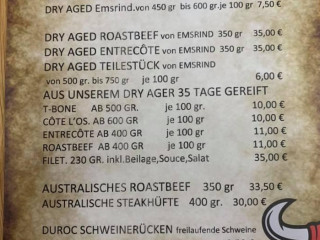 DRY AGED Emsrind.von 450 gr bis 600 gr.je 100 gr 7,50 €
DRY AGED ROASTBEEF von EMSRIND 350 gr 35,00 €
DRY AGED ENTRECÔTE von EMSRIND 350 gr 35,00 €
DRY AGED TEILESTÜCK von EMSRIND
von 500 gr. bis 750 gr je 100 gr 6,00 €
AUS UNSEREM DRY AGER 35 TAGE GEREIFT
T-BONE AB 500 GR. je 100 gr. 10,00 €
CÔTE L'OS. AB 600 GR je 100 gr. 10,00 €
ENTRECÔTE AB 400 GR je 100 gr. 11,00 €
ROASTBEEF AB 400 GR je 100 gr. 11,00 €
FILET. 230 GR. inkl.Beilage,Souce,Salat 35,00 €
AUSTRALISCHES ROASTBEEF 350 gr 33,50 €
AUSTRALISCHE STEAKHÜFTE 400 gr. 30,00 €
DUROC SCHWEINERÜCKEN freilaufende Schweine